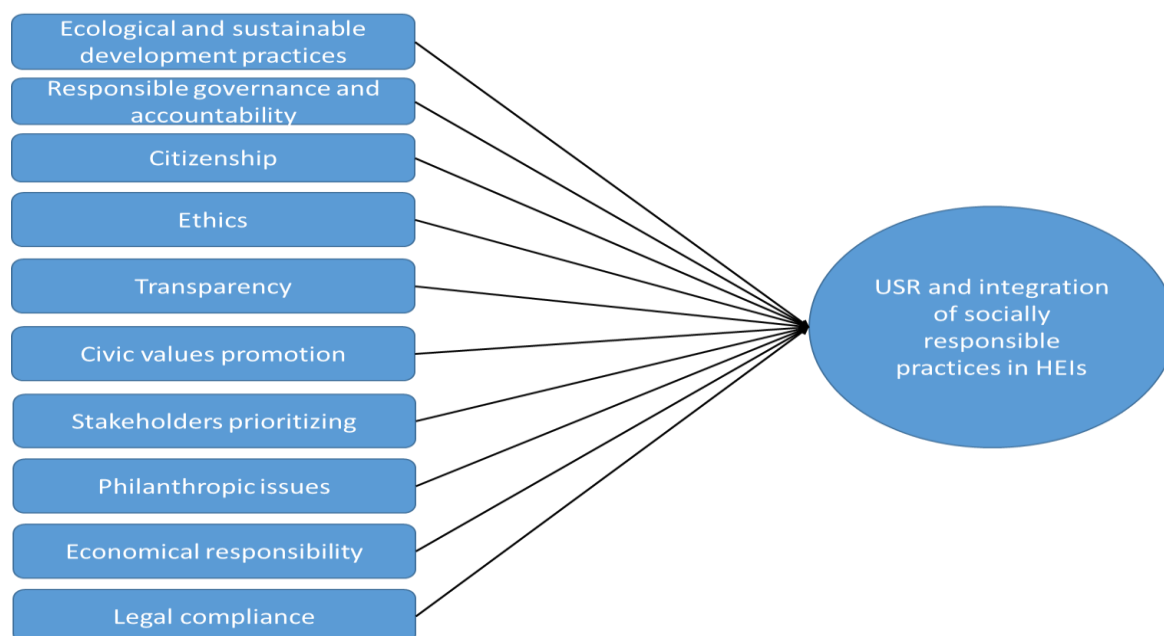 Ecological and sustainable
development practices
Responsible governance and
accountability
Citizenship
Ethics
Transparency
Civic values promotion
Stakeholders prioritizing
Philanthropic issues
Economical responsibility
Legal compliance
USR and integration
of socially
responsible
practices in HEIs